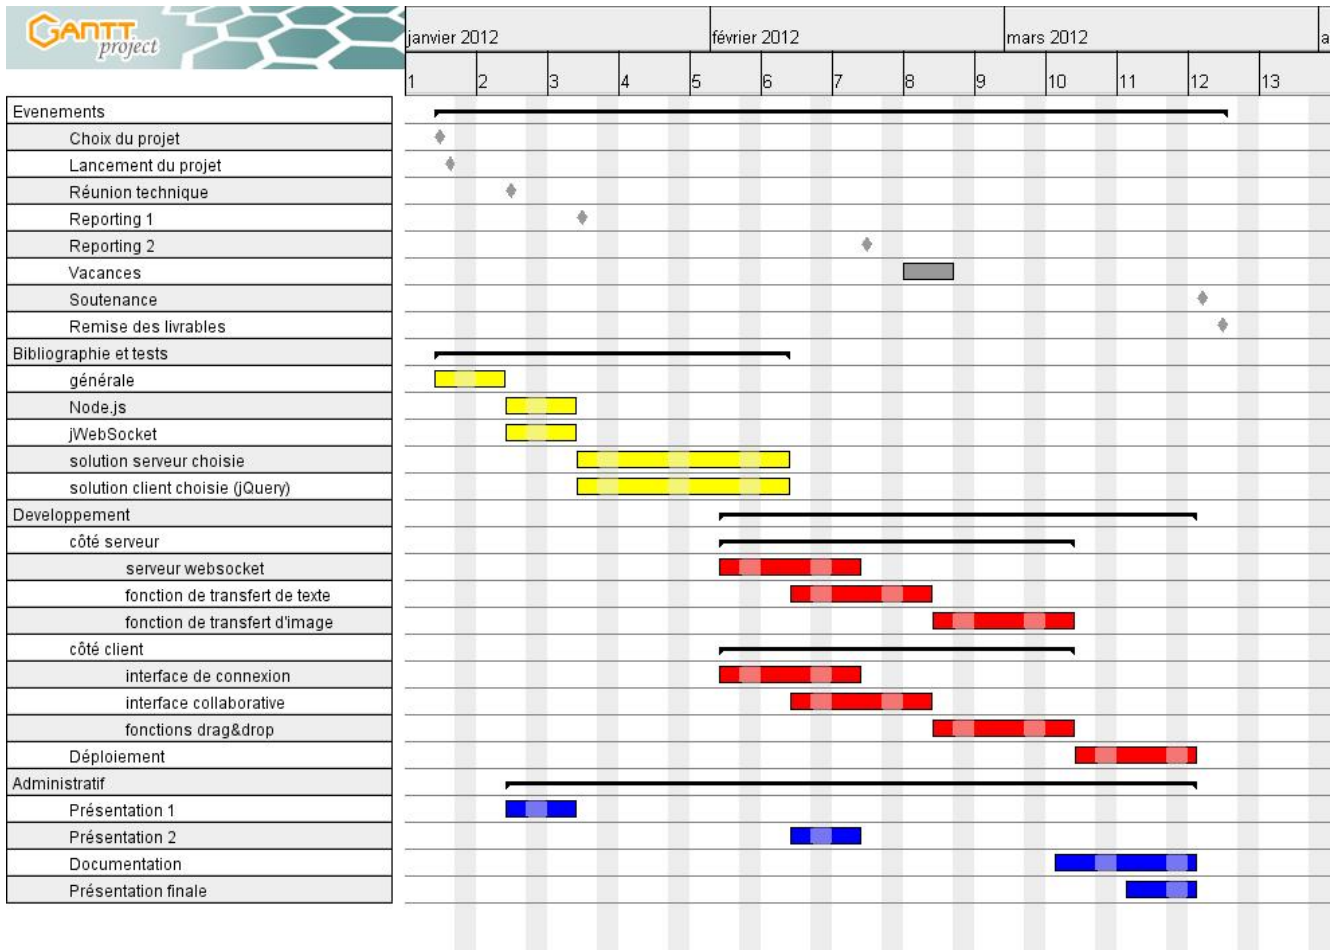 GANTT
project
janvier 2012 février 2012 mars 2012 a
1 2 3 4 5 6 7 8 9 10 11 12 13
Evenements
Choix du projet
Lancement du projet
Réunion technique
Reporting 1
Reporting 2
Vacances
Soutenance
Remise des livrables
Bibliographie et tests
générale
Node.js
jWebSocket
solution serveur choisie
solution client choisie (jQuery)
Developpement
côté serveur
serveur websocket
fonction de transfert de texte
fonction de transfert d'image
côté client
interface de connexion
interface collaborative
fonctions drag&drop
Déploiement
Administratif
Présentation 1
Présentation 2
Documentation
Présentation finale